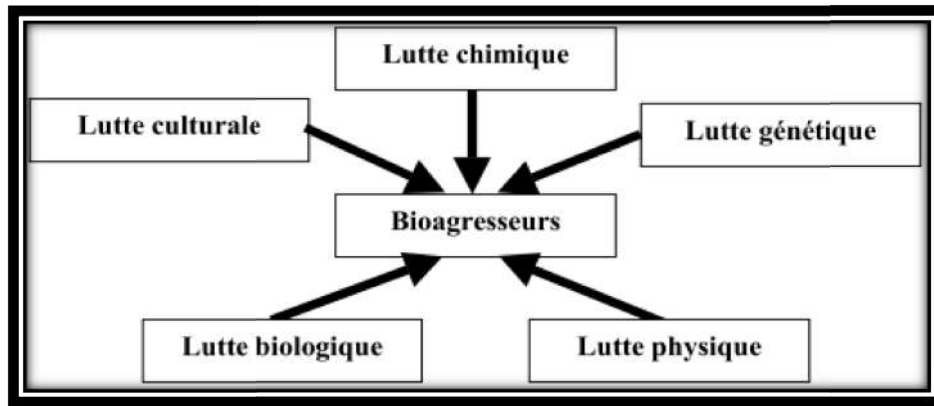 Lutte chimique
Lutte culturale
Lutte génétique
Bioagresseurs
Lutte biologique
Lutte physique